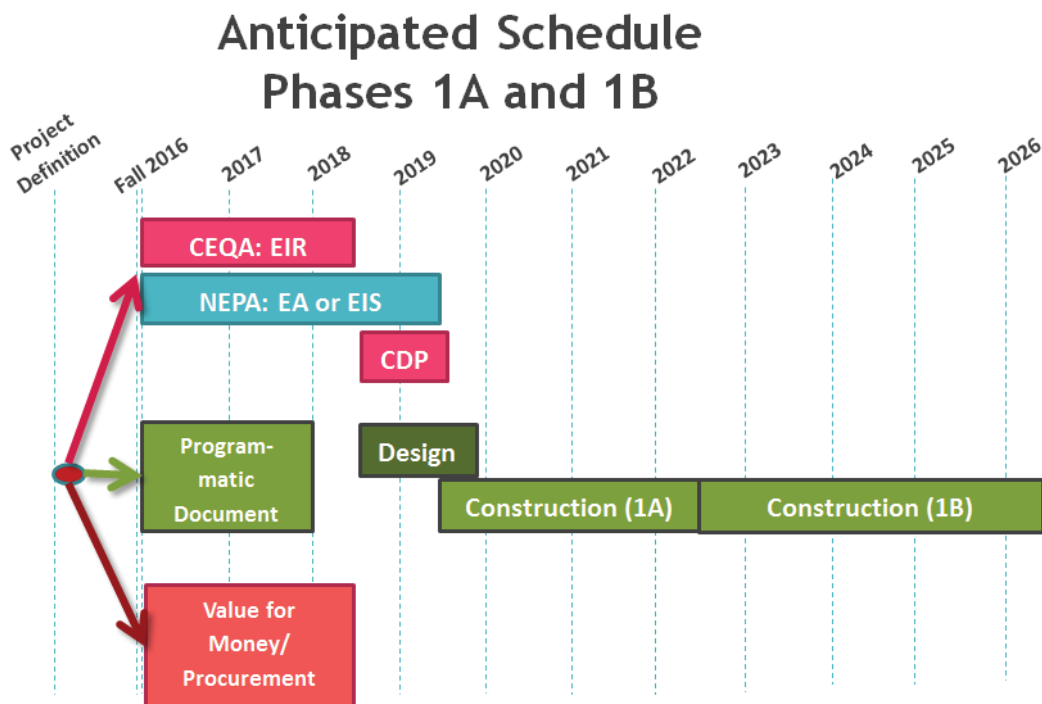 Anticipated Schedule
Phases 1A and 1B
Project
Definition
Fall 2016
2017
2018
2019
2020
2021
2022
2023
2024
2025
2026
CEQA: EIR
NEPA: EA or EIS
CDP
Program-
matic
Document
Design
Construction (1A)
Construction (1B)
Value for
Money/
Procurement